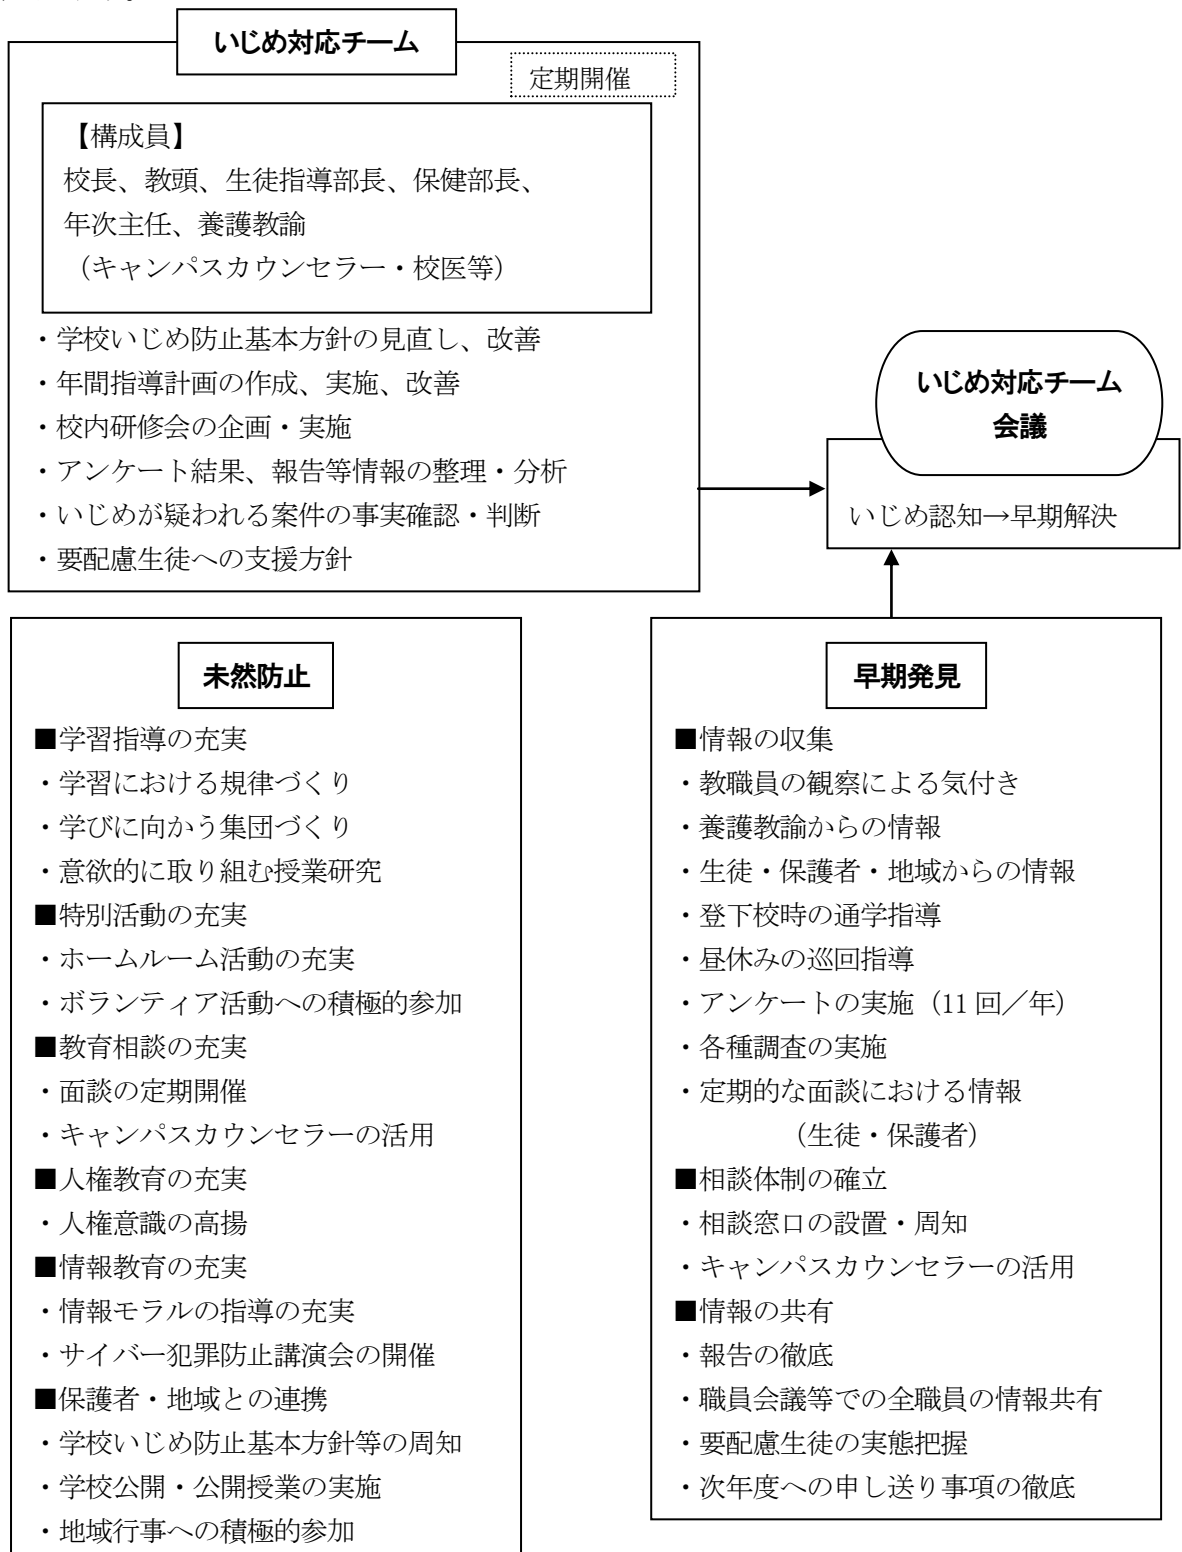 いじめ対応チーム
定期開催
【構成員】
校長、教頭、生徒指導部長、保健部長、
年次主任、養護教諭
（キャンパスカウンセラー・校医等）
・学校いじめ防止基本方針の見直し、改善
・年間指導計画の作成、実施、改善
・校内研修会の企画・実施
・アンケート結果、報告等情報の整理・分析
・いじめが疑われる案件の事実確認・判断
・要配慮生徒への支援方針
いじめ対応チーム
会議
いじめ認知→早期解決
未然防止
■学習指導の充実
・学習における規律づくり
・学びに向かう集団づくり
・意欲的に取り組む授業研究
■特別活動の充実
・ホームルーム活動の充実
・ボランティア活動への積極的参加
■教育相談の充実
・面談の定期開催
・キャンパスカウンセラーの活用
■人権教育の充実
・人権意識の高揚
■情報教育の充実
・情報モラルの指導の充実
・サイバー犯罪防止講演会の開催
■保護者・地域との連携
・学校いじめ防止基本方針等の周知
・学校公開・公開授業の実施
・地域行事への積極的参加
早期発見
■情報の収集
・教職員の観察による気付き
・養護教諭からの情報
・生徒・保護者・地域からの情報
・登下校時の通学指導
・昼休みの巡回指導
・アンケートの実施（11 回／年）
・各種調査の実施
・定期的な面談における情報
（生徒・保護者）
■相談体制の確立
・相談窓口の設置・周知
・キャンパスカウンセラーの活用
■情報の共有
・報告の徹底
・職員会議等での全職員の情報共有
・要配慮生徒の実態把握
・次年度への申し送り事項の徹底